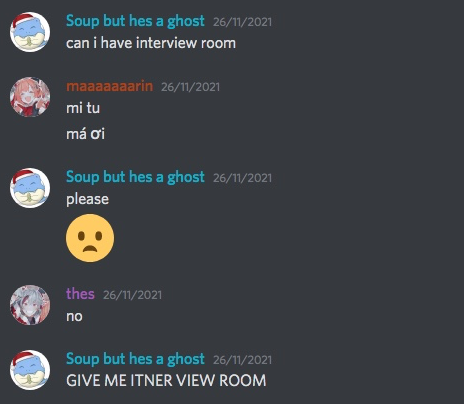 Soup but hes a ghost 26/11/2021
can i have interview room
maaaaaaarin 26/11/2021
mi tu
má ơi
Soup but hes a ghost 26/11/2021
please
thes 26/11/2021
no
Soup but hes a ghost 26/11/2021
GIVE ME ITNER VIEW ROOM